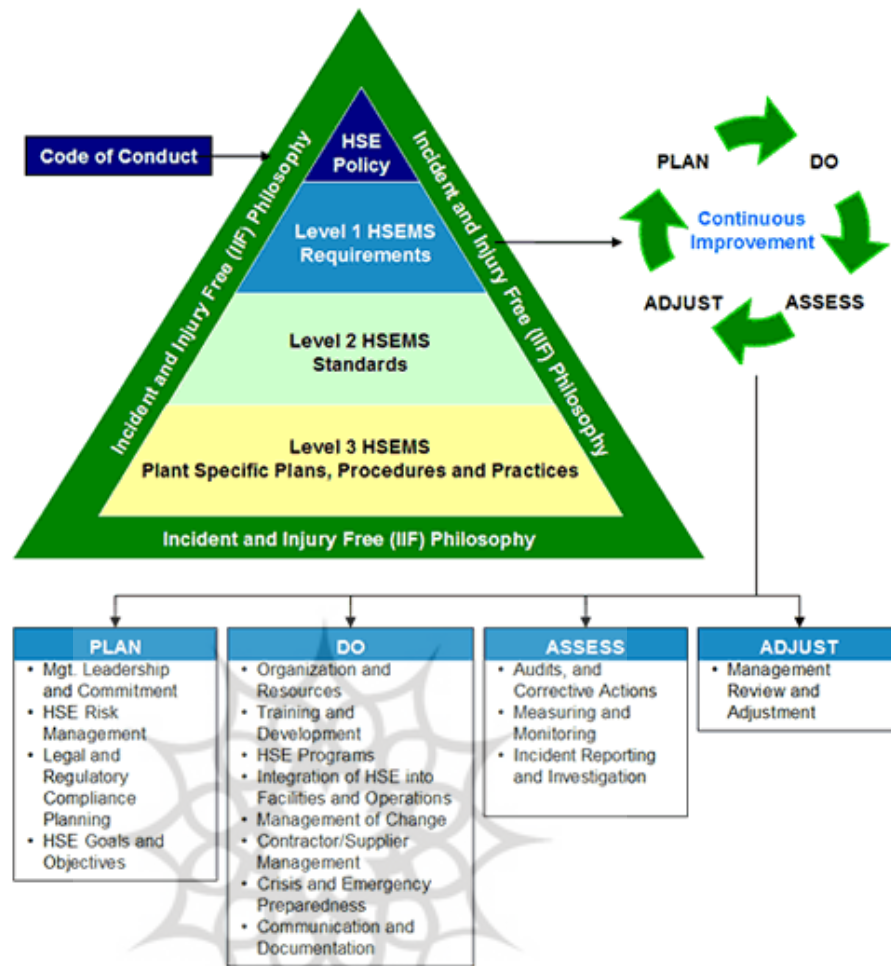 Code of Conduct
HSE
Policy
Incident and Injury Free (IIF) Philosophy
Incident and Injury Free (IIF) Philosophy
Level 1 HSEMS
Requirements
Level 2 HSEMS
Standards
Level 3 HSEMS
Plant Specific Plans, Procedures and Practices
Incident and Injury Free (IIF) Philosophy
PLAN
DO
Continuous
Improvement
ADJUST
ASSESS
PLAN
• Mgt. Leadership
and Commitment
• HSE Risk
Management
• Legal and
Regulatory
Compliance
Planning
• HSE Goals and
Objectives
DO
• Organization and
Resources
• Training and
Development
• HSE Programs
• Integration of HSE into
Facilities and Operations
• Management of Change
• Contractor/Supplier
Management
• Crisis and Emergency
Preparedness
• Communication and
Documentation
ASSESS
• Audits, and
Corrective Actions
• Measuring and
Monitoring
• Incident Reporting
and Investigation
ADJUST
• Management
Review and
Adjustment